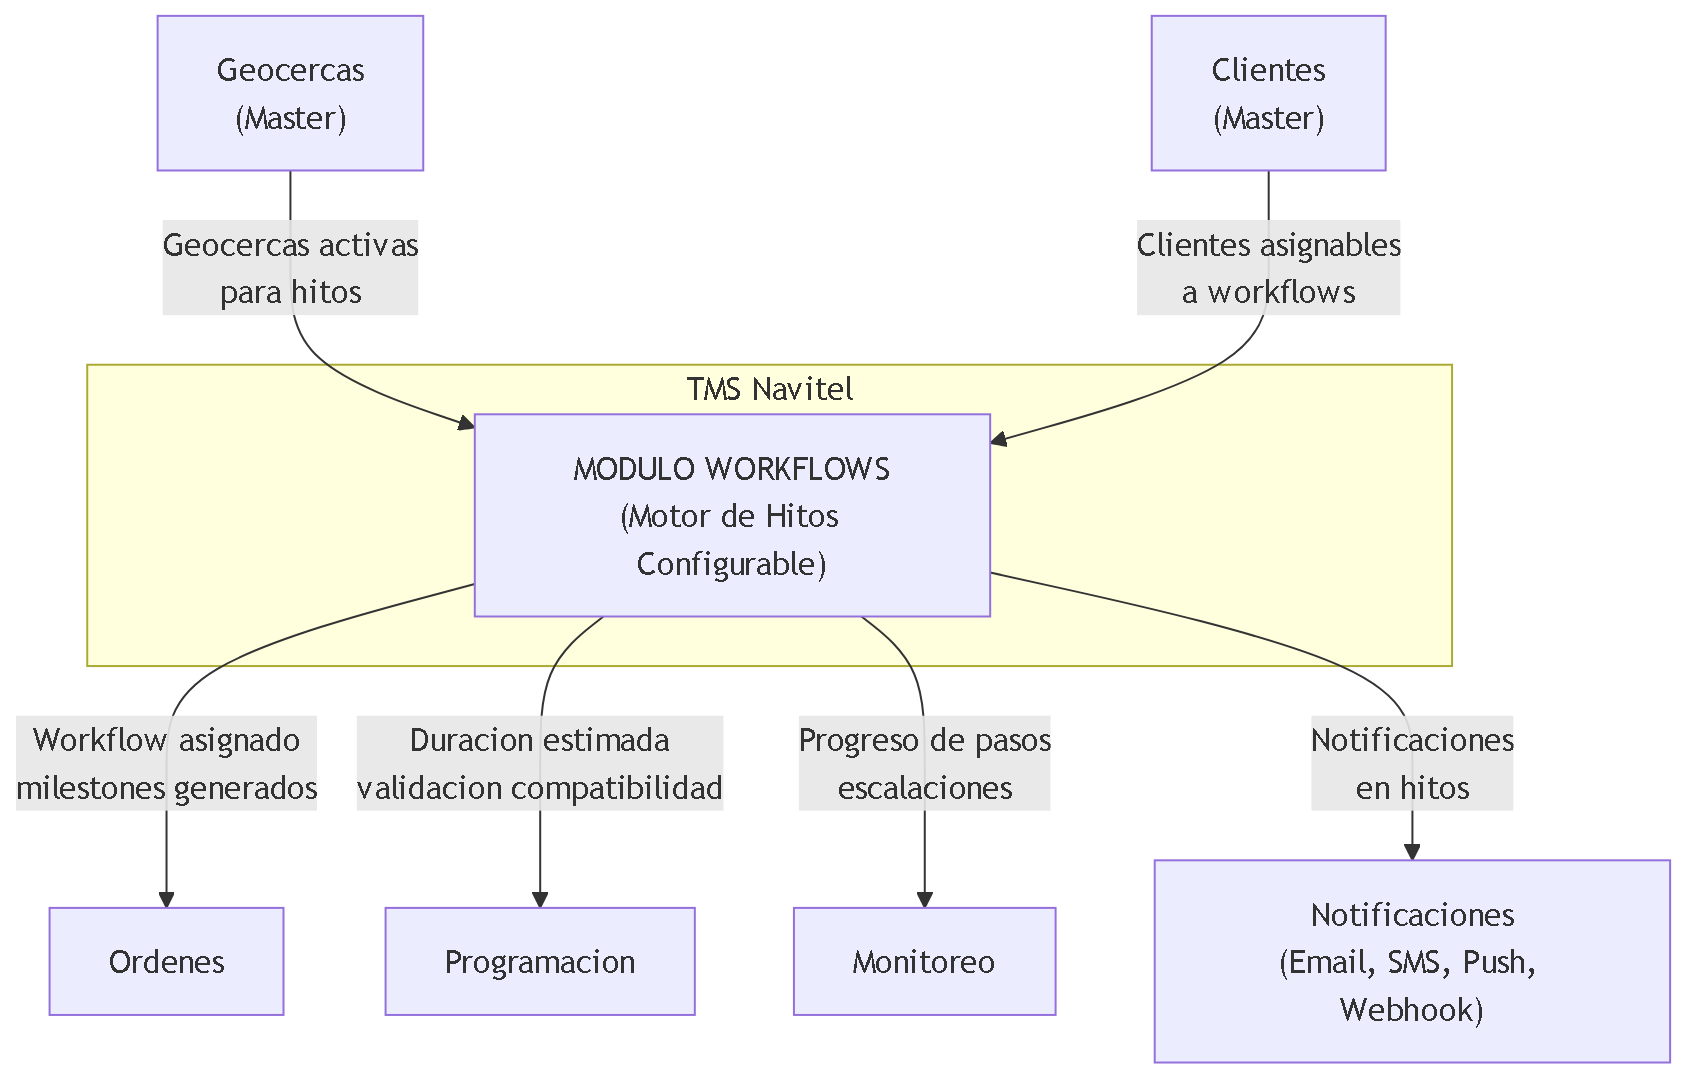 Geocercas
(Master)
Clientes
(Master)
Geocercas activas
para hitos
Clientes asignables
a workflows
TMS Navitel
MODULO WORKFLOWS
(Motor de Hitos
Configurable)
Workflow asignado
milestones generados
Duracion estimada
validacion compatibilidad
Progreso de pasos
escalaciones
Notificaciones
en hitos
Ordenes
Programacion
Monitoreo
Notificaciones
(Email, SMS, Push,
Webhook)